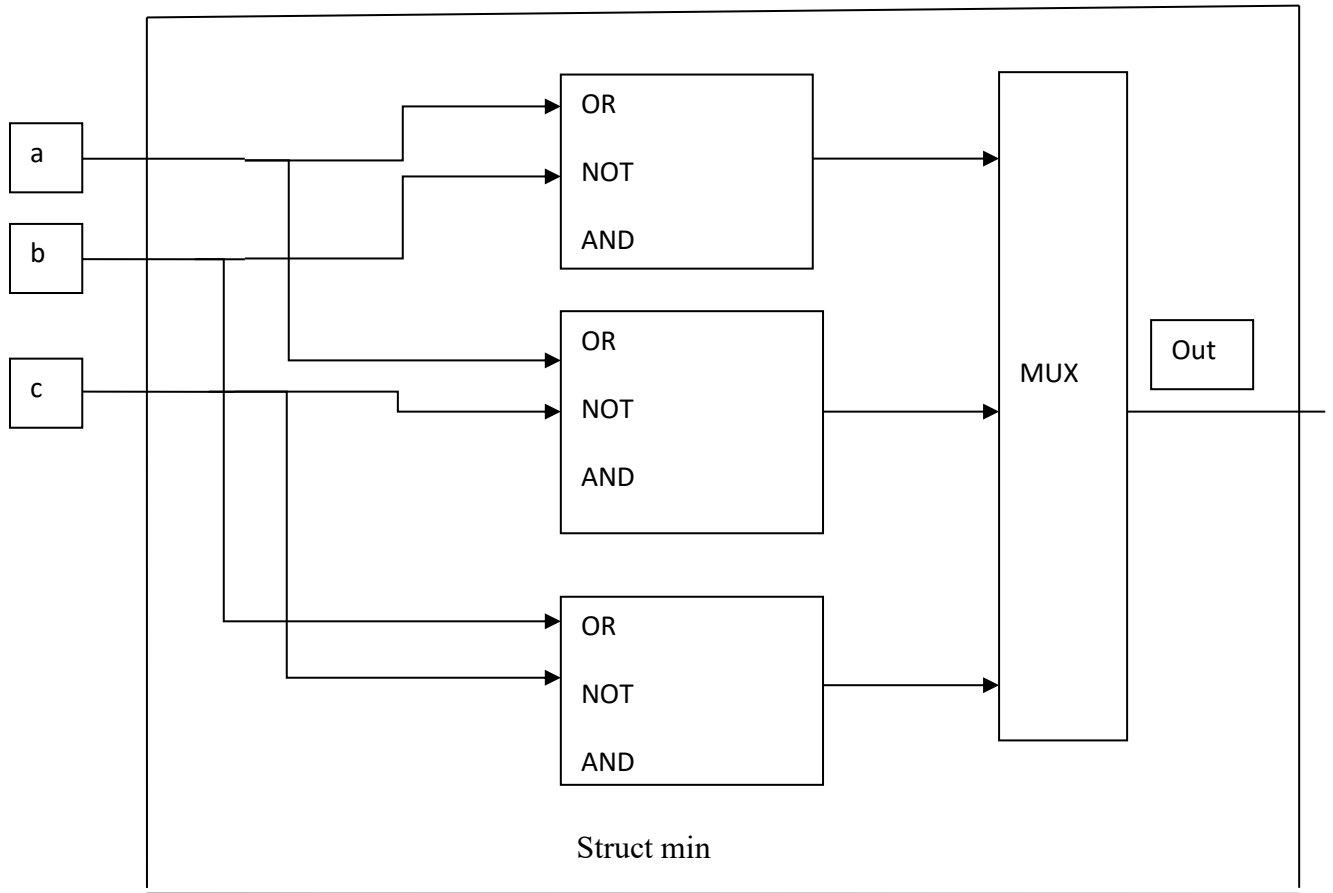 a
b
c
OR
NOT
AND
OR
NOT
AND
OR
NOT
AND
MUX
Out
Struct min